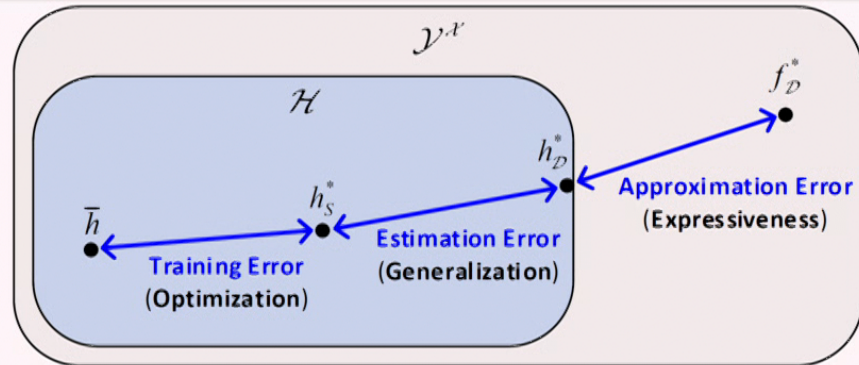 𝒴^𝒳
ℋ
f*_𝒟
h*_𝒟
h*_S
h̅
Approximation Error
(Expressiveness)
Estimation Error
(Generalization)
Training Error
(Optimization)